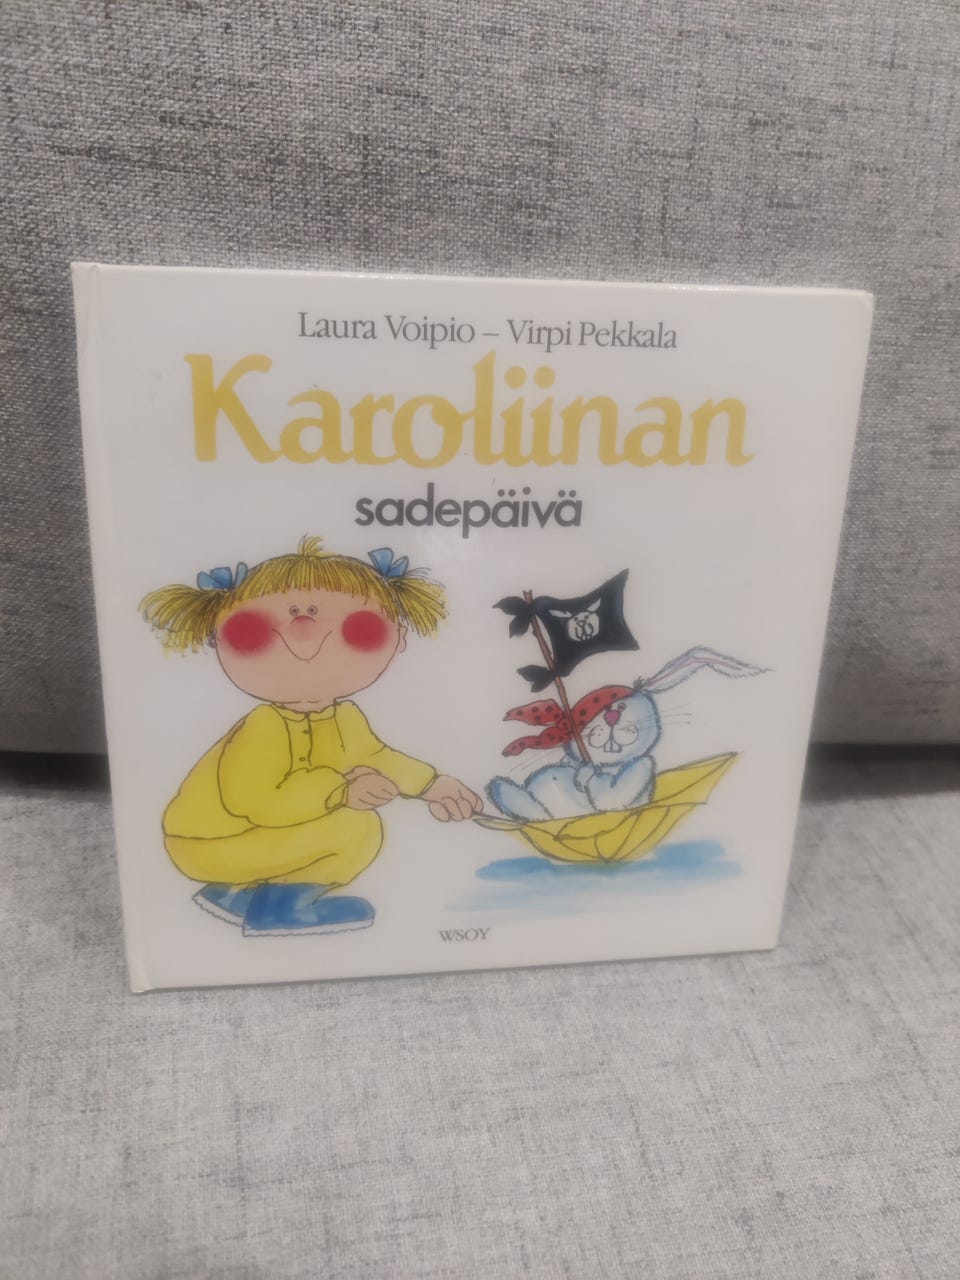 Laura Voipio – Virpi Pekkala
Karoliinan
sadepäivä
WSOY